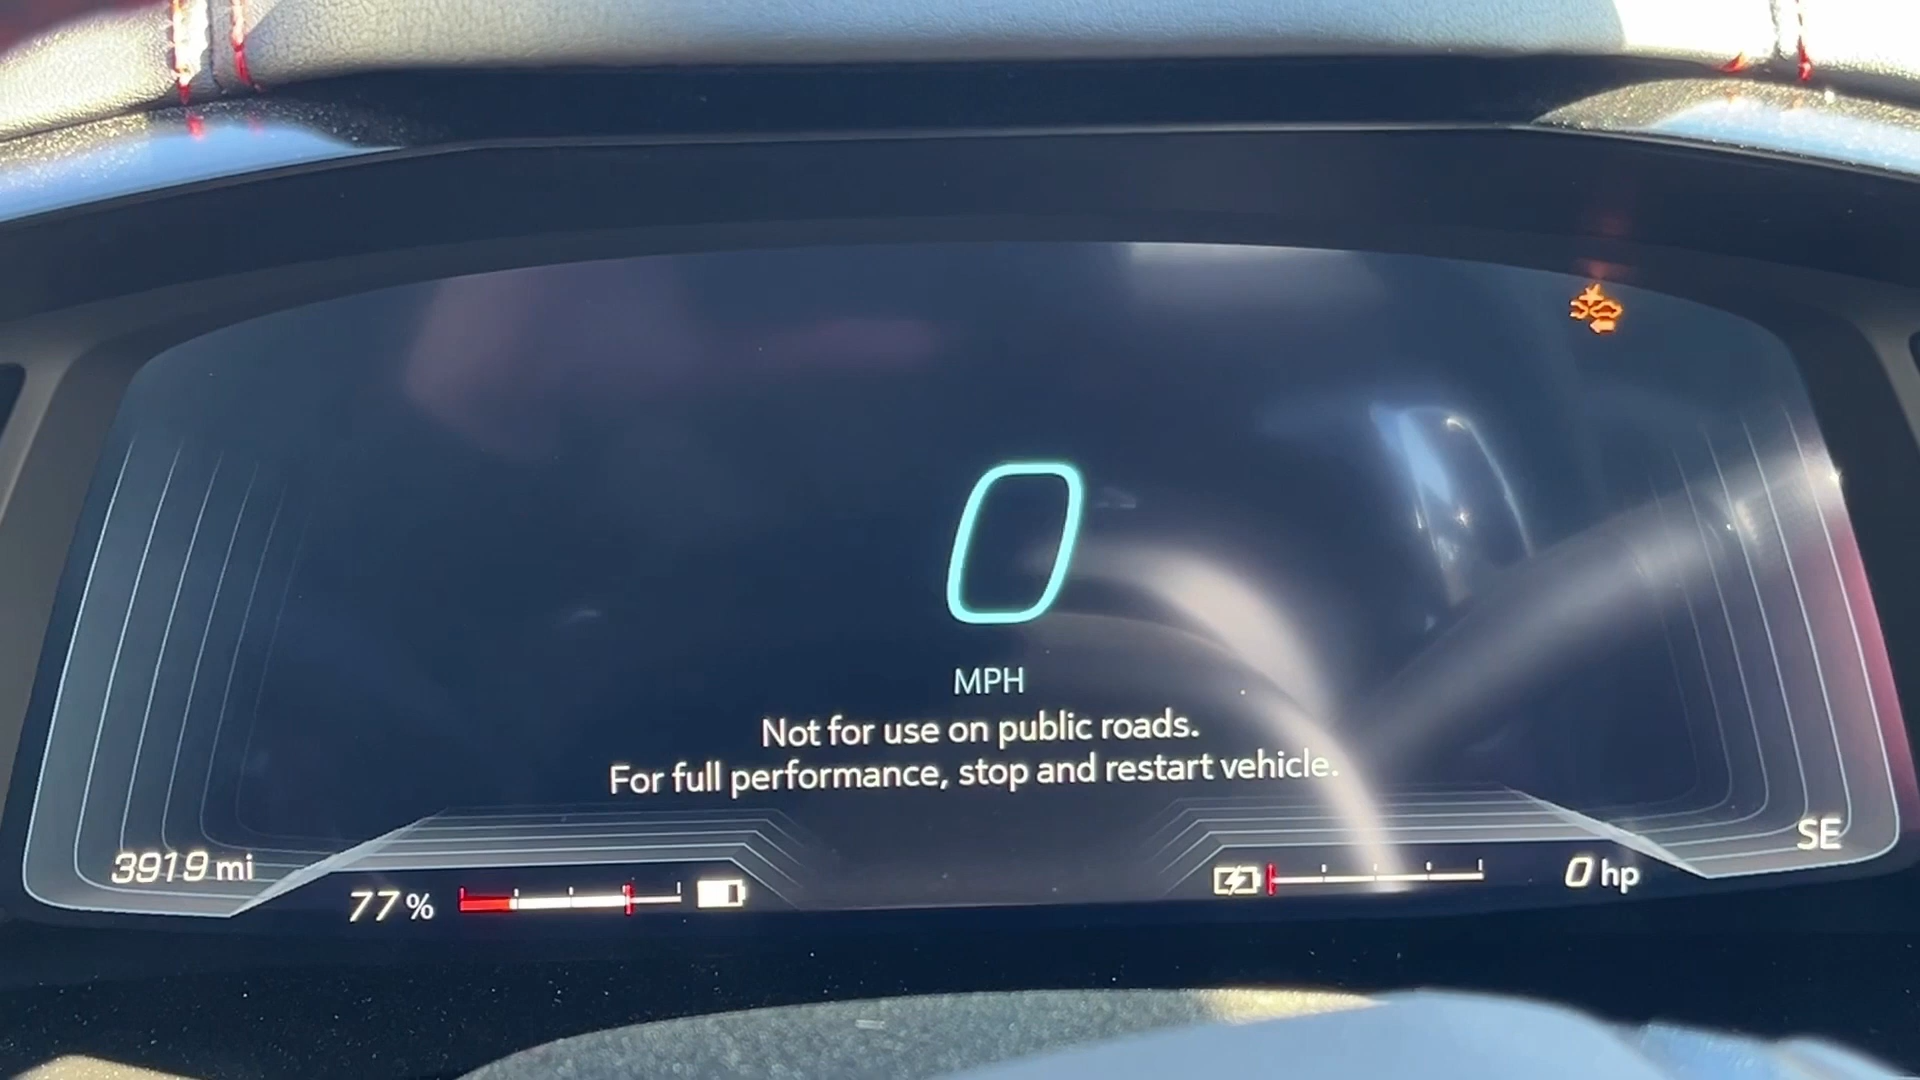 0
MPH
Not for use on public roads.
For full performance, stop and restart vehicle.
SE
3919 mi
77 %
0 hp